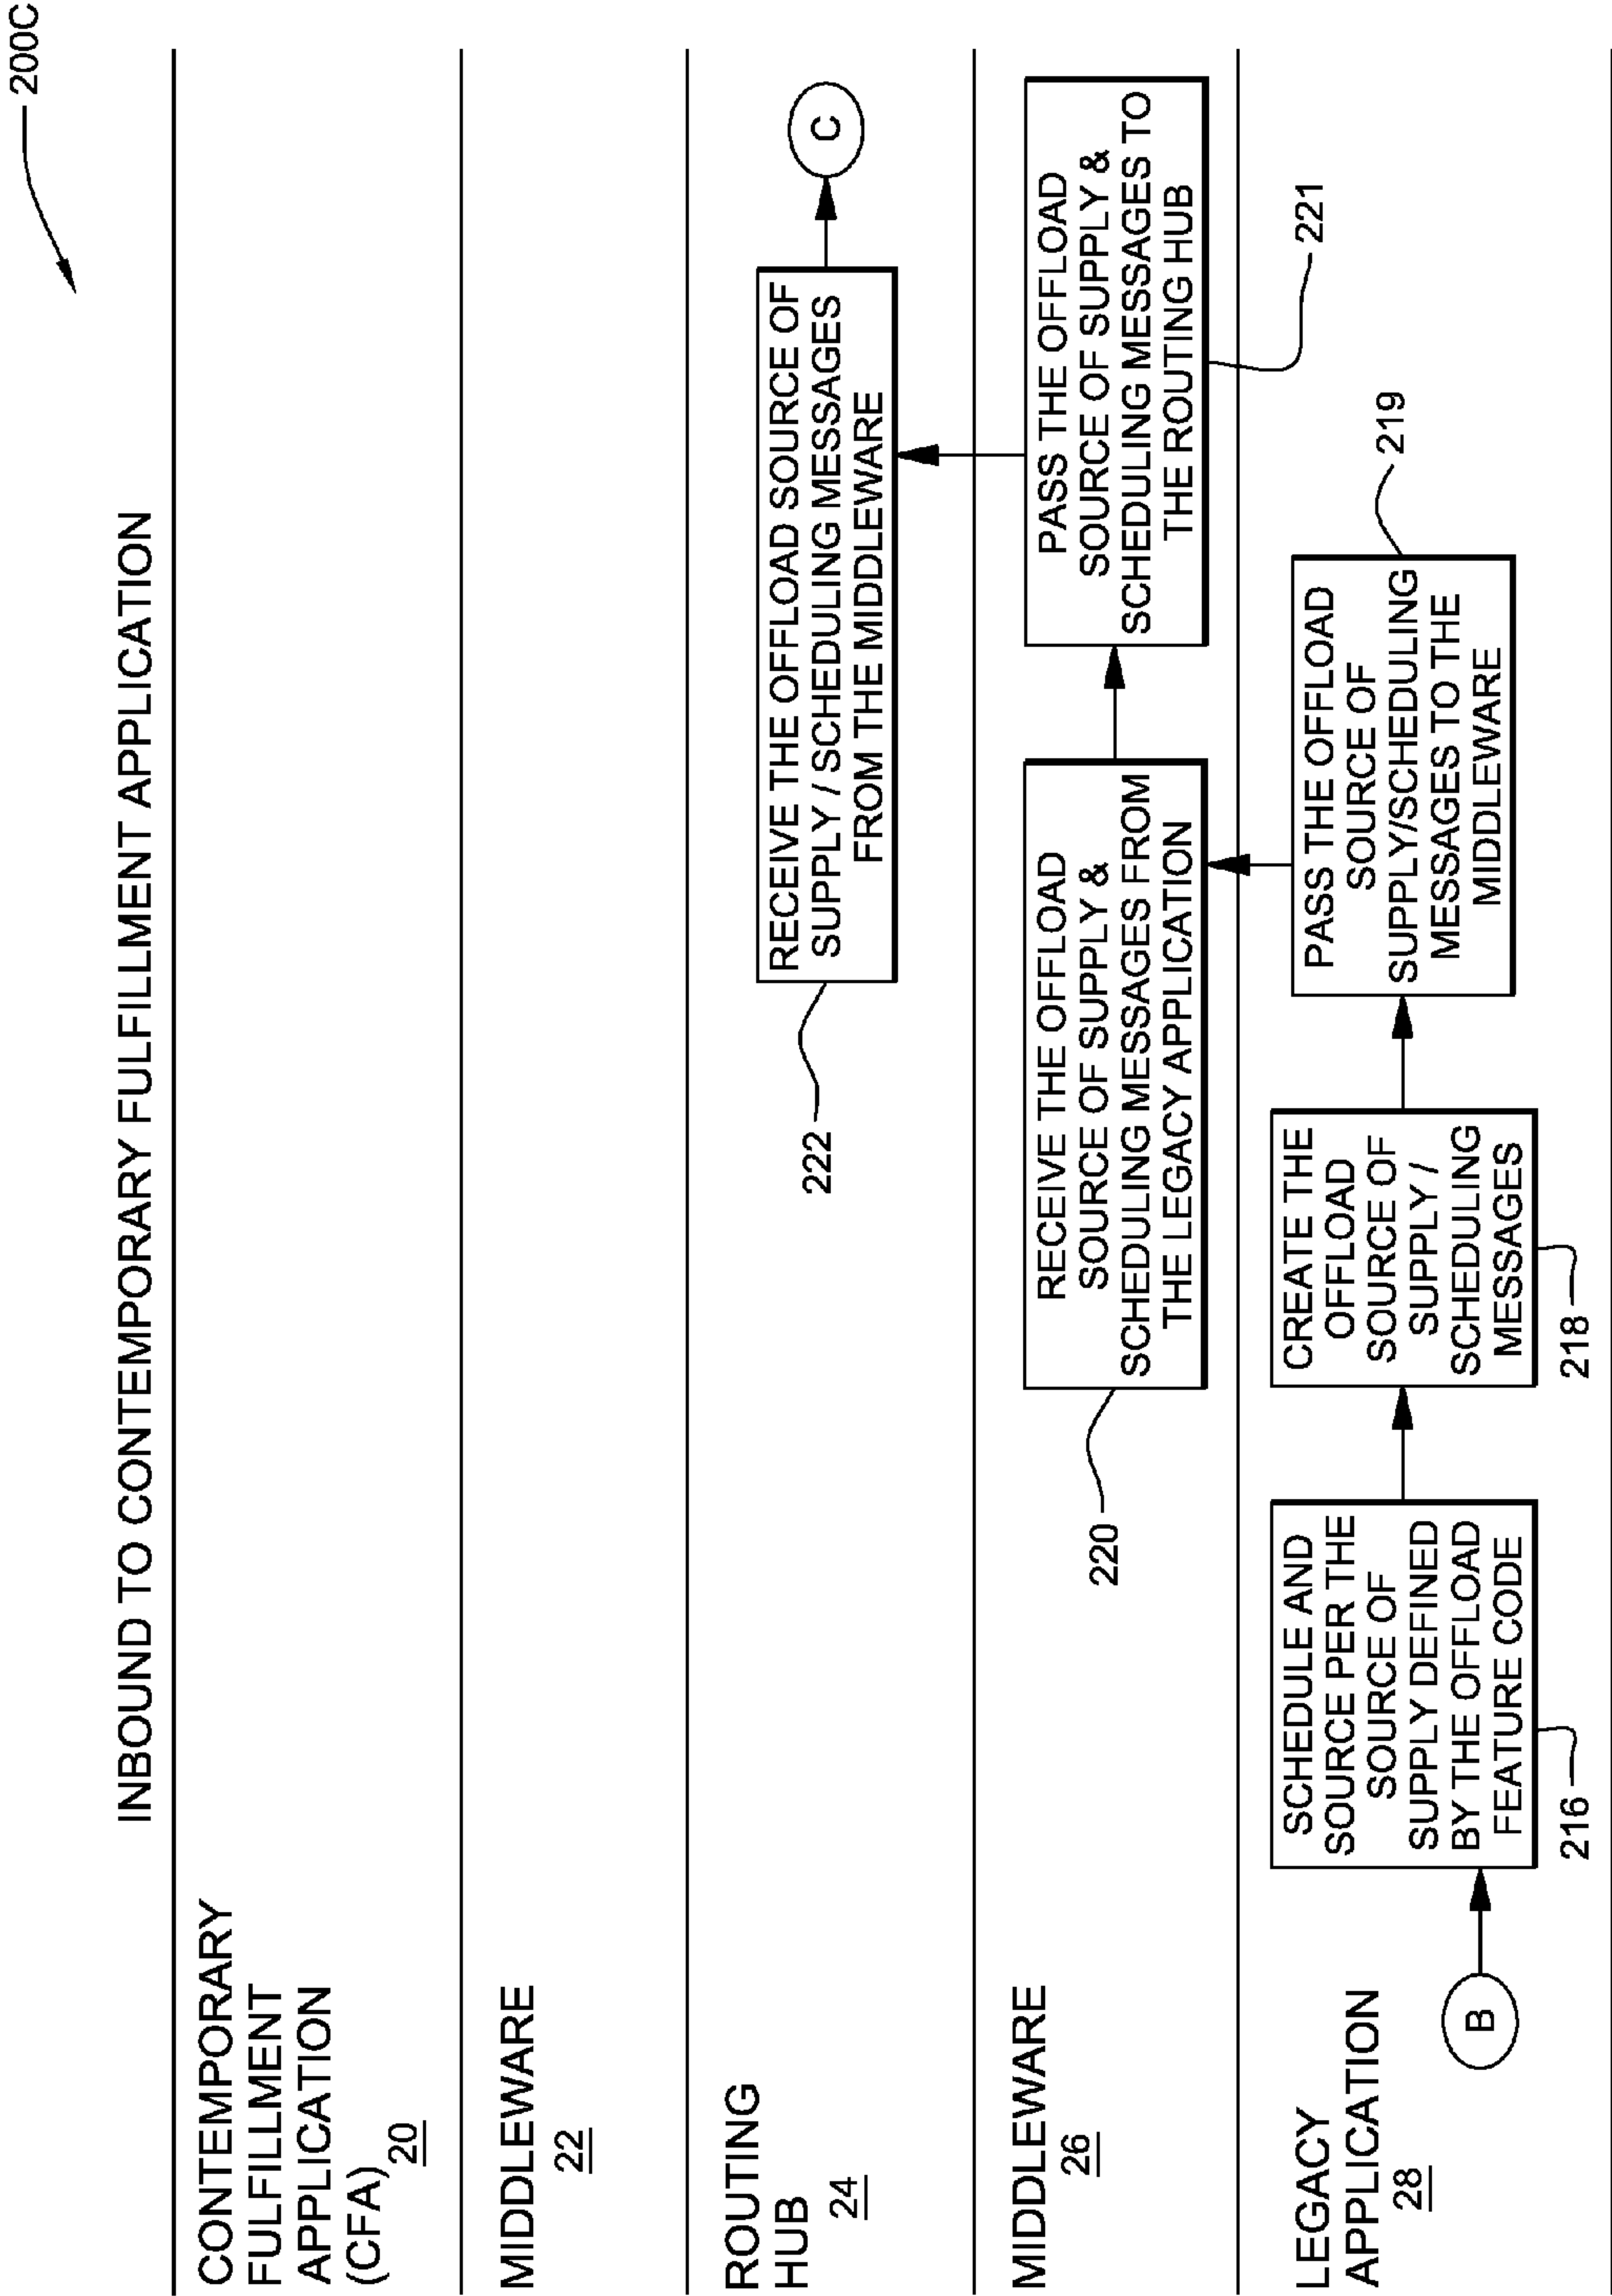 200C
INBOUND TO CONTEMPORARY FULFILLMENT APPLICATION
CONTEMPORARY
FULFILLMENT
APPLICATION
(CFA)
20
MIDDLEWARE
22
ROUTING
HUB
24
RECEIVE THE OFFLOAD SOURCE OF
SUPPLY / SCHEDULING MESSAGES
FROM THE MIDDLEWARE
222
C
MIDDLEWARE
26
RECEIVE THE OFFLOAD
SOURCE OF SUPPLY &
SCHEDULING MESSAGES FROM
THE LEGACY APPLICATION
220
PASS THE OFFLOAD
SOURCE OF SUPPLY &
SCHEDULING MESSAGES TO
THE ROUTING HUB
221
LEGACY
APPLICATION
28
B
SCHEDULE AND
SOURCE PER THE
SOURCE OF
SUPPLY DEFINED
BY THE OFFLOAD
FEATURE CODE
216
CREATE THE
OFFLOAD
SOURCE OF
SUPPLY /
SCHEDULING
MESSAGES
218
PASS THE OFFLOAD
SOURCE OF
SUPPLY/SCHEDULING
MESSAGES TO THE
MIDDLEWARE
219